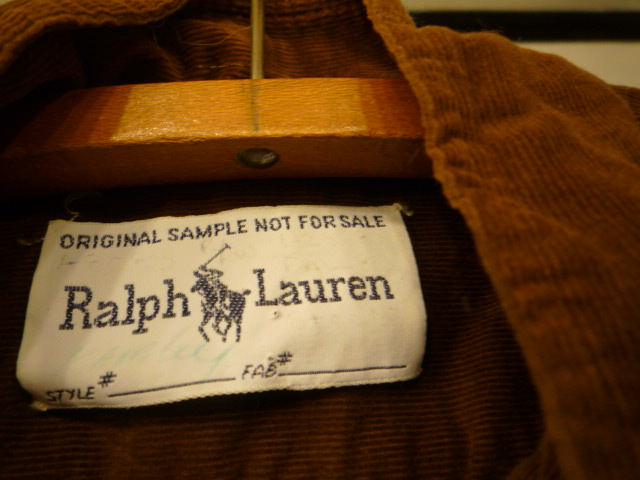 ORIGINAL SAMPLE NOT FOR SALE
Ralph Lauren
STYLE # FAB #